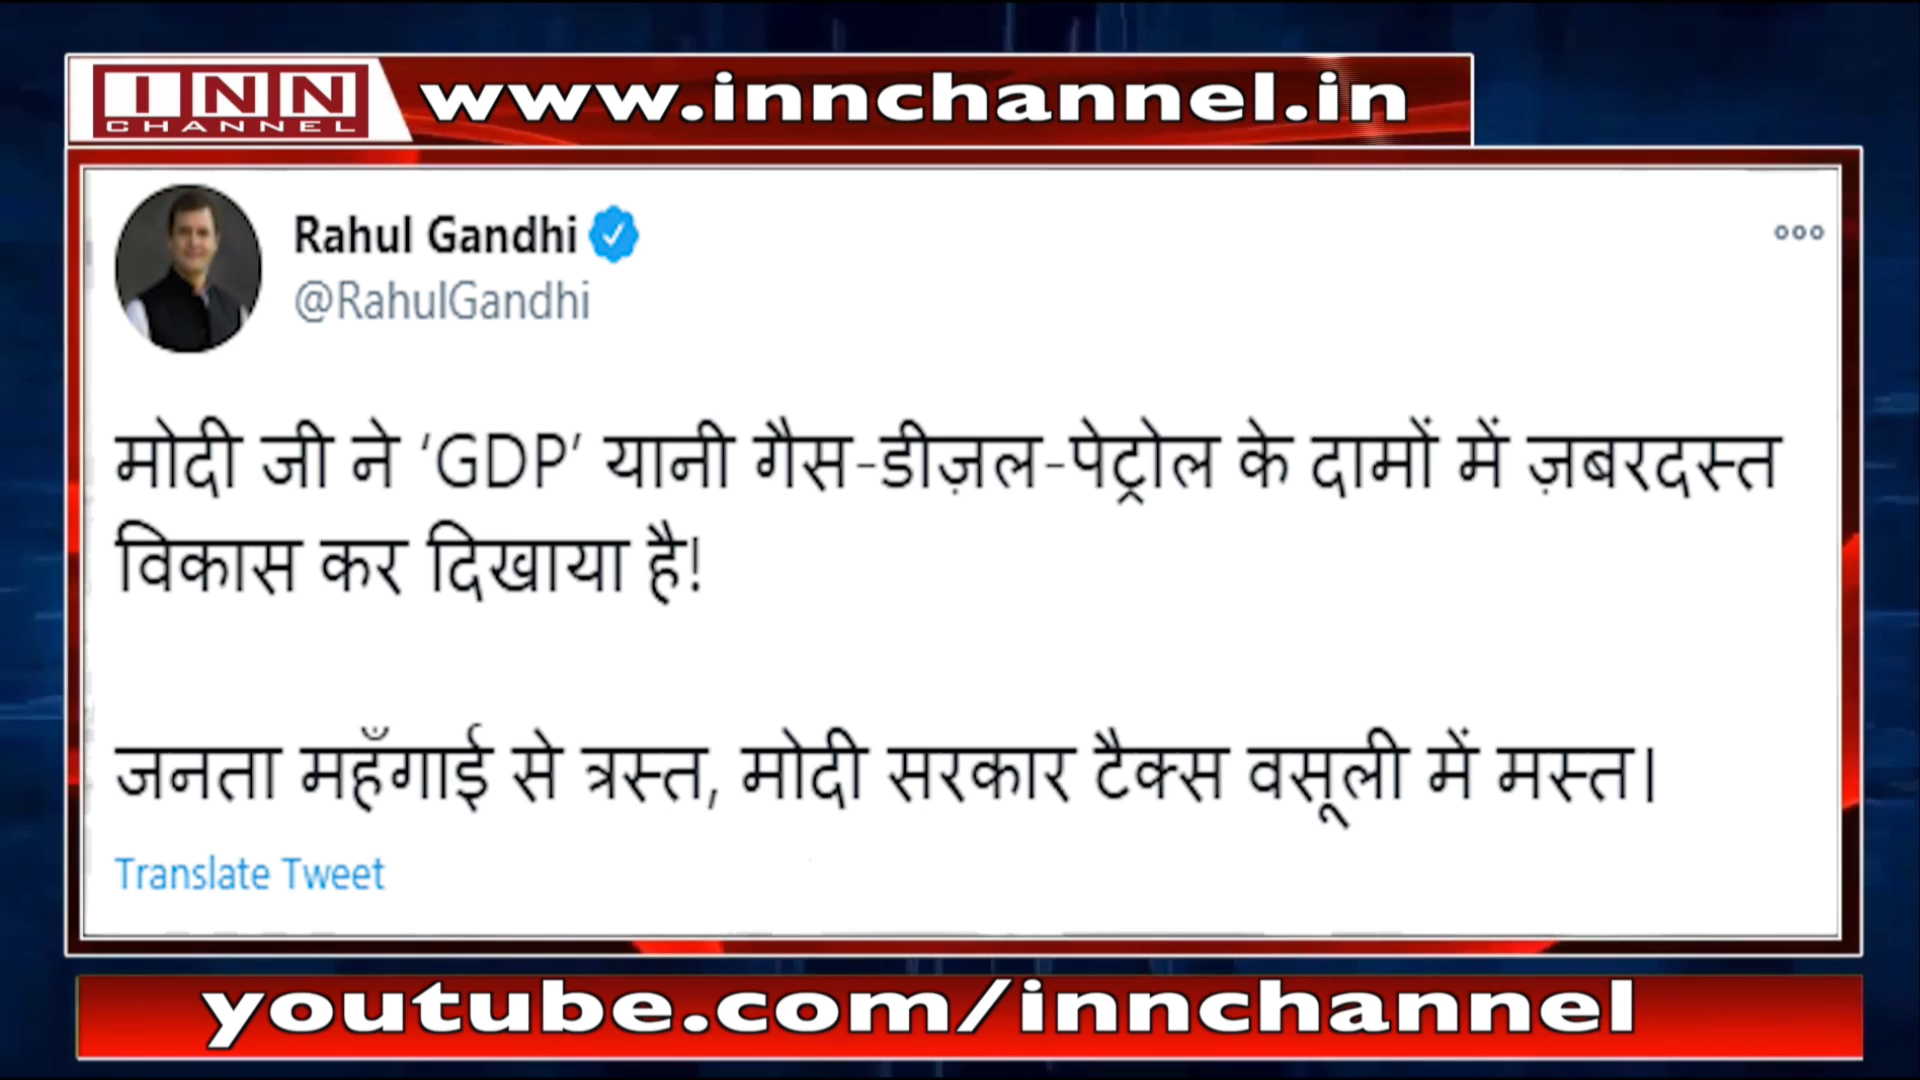 INN
CHANNEL
www.innchannel.in
Rahul Gandhi
@RahulGandhi
मोदी जी ने ‘GDP’ यानी गैस-डीज़ल-पेट्रोल के दामों में ज़बरदस्त
विकास कर दिखाया है!
जनता महँगाई से त्रस्त, मोदी सरकार टैक्स वसूली में मस्त।
Translate Tweet
youtube.com/innchannel